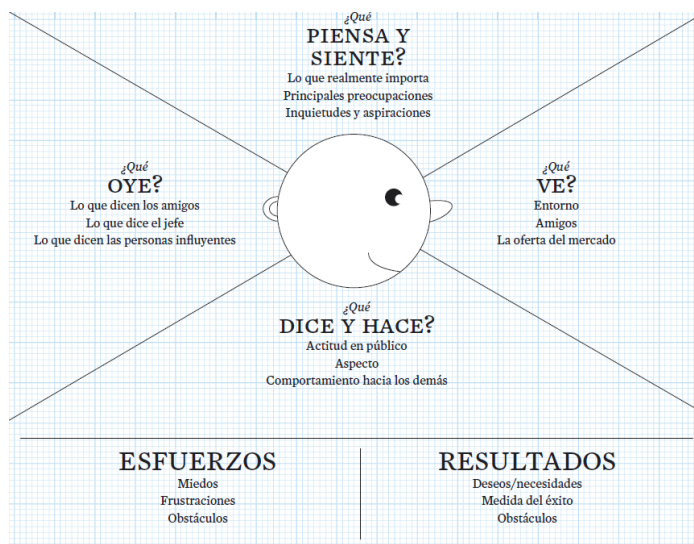 ¿Qué
PIENSA Y
SIENTE?
Lo que realmente importa
Principales preocupaciones
Inquietudes y aspiraciones
¿Qué
OYE?
Lo que dicen los amigos
Lo que dice el jefe
Lo que dicen las personas influyentes
¿Qué
VE?
Entorno
Amigos
La oferta del mercado
¿Qué
DICE Y HACE?
Actitud en público
Aspecto
Comportamiento hacia los demás
ESFUERZOS
Miedos
Frustraciones
Obstáculos
RESULTADOS
Deseos/necesidades
Medida del éxito
Obstáculos